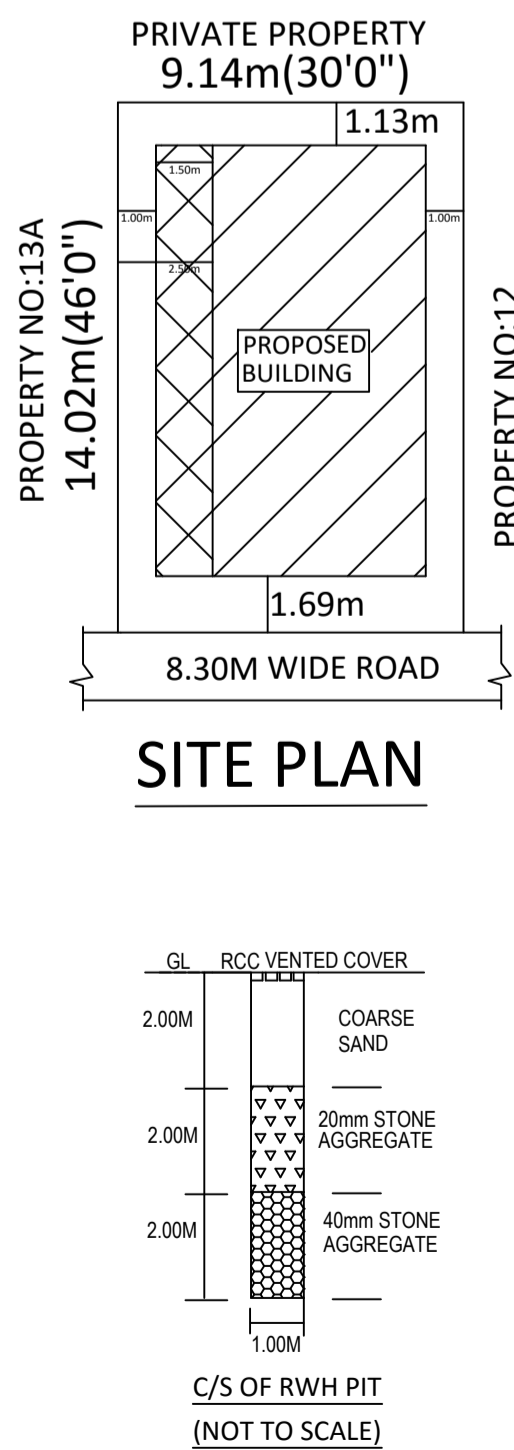 PRIVATE PROPERTY
9.14m(30'0")
1.13m
1.50m
1.00m
1.00m
2.50m
PROPERTY NO:13A
14.02m(46'0")
PROPOSED
BUILDING
PROPERTY NO:12
1.69m
8.30M WIDE ROAD
SITE PLAN
GL
RCC VENTED COVER
2.00M
COARSE
SAND
2.00M
20mm STONE
AGGREGATE
2.00M
40mm STONE
AGGREGATE
1.00M
C/S OF RWH PIT
(NOT TO SCALE)